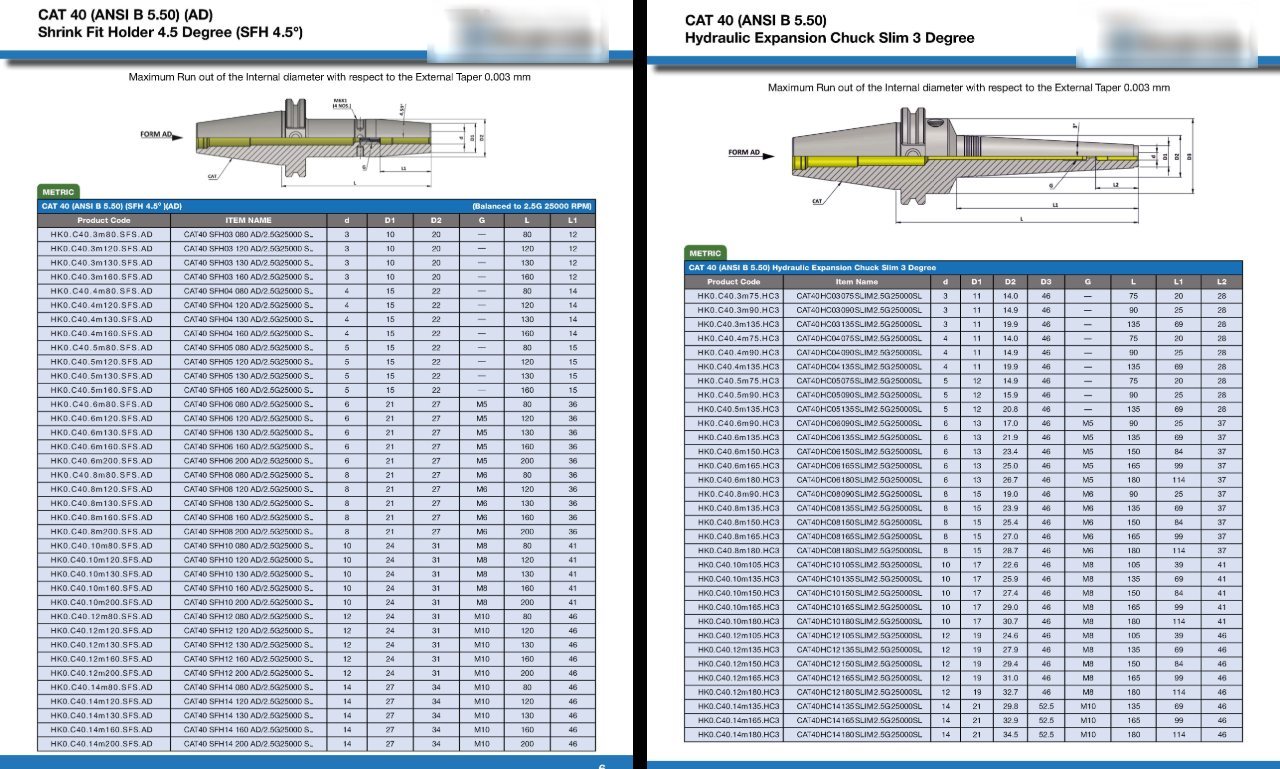 CAT 40 (ANSI B 5.50) (AD)
Shrink Fit Holder 4.5 Degree (SFH 4.5°)
Maximum Run out of the Internal diameter with respect to the External Taper 0.003 mm
M6X1
(4 NOS.)
4.5°
FORM AD
d
D1
D2
G
L1
CAT
L
METRIC
CAT 40 (ANSI B 5.50) (SFH 4.5° )(AD) (Balanced to 2.5G 25000 RPM)
Product Code ITEM NAME d D1 D2 G L L1
HK0.C40.3m80.SFS.AD CAT40 SFH03 080 AD/2.5G25000 S.. 3 10 20 — 80 12
HK0.C40.3m120.SFS.AD CAT40 SFH03 120 AD/2.5G25000 S.. 3 10 20 — 120 12
HK0.C40.3m130.SFS.AD CAT40 SFH03 130 AD/2.5G25000 S.. 3 10 20 — 130 12
HK0.C40.3m160.SFS.AD CAT40 SFH03 160 AD/2.5G25000 S.. 3 10 20 — 160 12
HK0.C40.4m80.SFS.AD CAT40 SFH04 080 AD/2.5G25000 S.. 4 15 22 — 80 14
HK0.C40.4m120.SFS.AD CAT40 SFH04 120 AD/2.5G25000 S.. 4 15 22 — 120 14
HK0.C40.4m130.SFS.AD CAT40 SFH04 130 AD/2.5G25000 S.. 4 15 22 — 130 14
HK0.C40.4m160.SFS.AD CAT40 SFH04 160 AD/2.5G25000 S.. 4 15 22 — 160 14
HK0.C40.5m80.SFS.AD CAT40 SFH05 080 AD/2.5G25000 S.. 5 15 22 — 80 15
HK0.C40.5m120.SFS.AD CAT40 SFH05 120 AD/2.5G25000 S.. 5 15 22 — 120 15
HK0.C40.5m130.SFS.AD CAT40 SFH05 130 AD/2.5G25000 S.. 5 15 22 — 130 15
HK0.C40.5m160.SFS.AD CAT40 SFH05 160 AD/2.5G25000 S.. 5 15 22 — 160 15
HK0.C40.6m80.SFS.AD CAT40 SFH06 080 AD/2.5G25000 S.. 6 21 27 M5 80 36
HK0.C40.6m120.SFS.AD CAT40 SFH06 120 AD/2.5G25000 S.. 6 21 27 M5 120 36
HK0.C40.6m130.SFS.AD CAT40 SFH06 130 AD/2.5G25000 S.. 6 21 27 M5 130 36
HK0.C40.6m160.SFS.AD CAT40 SFH06 160 AD/2.5G25000 S.. 6 21 27 M5 160 36
HK0.C40.6m200.SFS.AD CAT40 SFH06 200 AD/2.5G25000 S.. 6 21 27 M5 200 36
HK0.C40.8m80.SFS.AD CAT40 SFH08 080 AD/2.5G25000 S.. 8 21 27 M6 80 36
HK0.C40.8m120.SFS.AD CAT40 SFH08 120 AD/2.5G25000 S.. 8 21 27 M6 120 36
HK0.C40.8m130.SFS.AD CAT40 SFH08 130 AD/2.5G25000 S.. 8 21 27 M6 130 36
HK0.C40.8m160.SFS.AD CAT40 SFH08 160 AD/2.5G25000 S.. 8 21 27 M6 160 36
HK0.C40.8m200.SFS.AD CAT40 SFH08 200 AD/2.5G25000 S.. 8 21 27 M6 200 36
HK0.C40.10m80.SFS.AD CAT40 SFH10 080 AD/2.5G25000 S.. 10 24 31 M8 80 41
HK0.C40.10m120.SFS.AD CAT40 SFH10 120 AD/2.5G25000 S.. 10 24 31 M8 120 41
HK0.C40.10m130.SFS.AD CAT40 SFH10 130 AD/2.5G25000 S.. 10 24 31 M8 130 41
HK0.C40.10m160.SFS.AD CAT40 SFH10 160 AD/2.5G25000 S.. 10 24 31 M8 160 41
HK0.C40.10m200.SFS.AD CAT40 SFH10 200 AD/2.5G25000 S.. 10 24 31 M8 200 41
HK0.C40.12m80.SFS.AD CAT40 SFH12 080 AD/2.5G25000 S.. 12 24 31 M10 80 46
HK0.C40.12m120.SFS.AD CAT40 SFH12 120 AD/2.5G25000 S.. 12 24 31 M10 120 46
HK0.C40.12m130.SFS.AD CAT40 SFH12 130 AD/2.5G25000 S.. 12 24 31 M10 130 46
HK0.C40.12m160.SFS.AD CAT40 SFH12 160 AD/2.5G25000 S.. 12 24 31 M10 160 46
HK0.C40.12m200.SFS.AD CAT40 SFH12 200 AD/2.5G25000 S.. 12 24 31 M10 200 46
HK0.C40.14m80.SFS.AD CAT40 SFH14 080 AD/2.5G25000 S.. 14 27 34 M10 80 46
HK0.C40.14m120.SFS.AD CAT40 SFH14 120 AD/2.5G25000 S.. 14 27 34 M10 120 46
HK0.C40.14m130.SFS.AD CAT40 SFH14 130 AD/2.5G25000 S.. 14 27 34 M10 130 46
HK0.C40.14m160.SFS.AD CAT40 SFH14 160 AD/2.5G25000 S.. 14 27 34 M10 160 46
HK0.C40.14m200.SFS.AD CAT40 SFH14 200 AD/2.5G25000 S.. 14 27 34 M10 200 46
CAT 40 (ANSI B 5.50)
Hydraulic Expansion Chuck Slim 3 Degree
Maximum Run out of the Internal diameter with respect to the External Taper 0.003 mm
3°
FORM AD
d
D1
D2
D3
G
L2
CAT
L1
L
METRIC
CAT 40 (ANSI B 5.50) Hydraulic Expansion Chuck Slim 3 Degree
Product Code Item Name d D1 D2 D3 G L L1 L2
HK0.C40.3m75.HC3 CAT40HC03075SLIM2.5G25000SL 3 11 14.0 46 — 75 20 28
HK0.C40.3m90.HC3 CAT40HC03090SLIM2.5G25000SL 3 11 14.9 46 — 90 25 28
HK0.C40.3m135.HC3 CAT40HC03135SLIM2.5G25000SL 3 11 19.9 46 — 135 69 28
HK0.C40.4m75.HC3 CAT40HC04075SLIM2.5G25000SL 4 11 14.0 46 — 75 20 28
HK0.C40.4m90.HC3 CAT40HC04090SLIM2.5G25000SL 4 11 14.9 46 — 90 25 28
HK0.C40.4m135.HC3 CAT40HC04135SLIM2.5G25000SL 4 11 19.9 46 — 135 69 28
HK0.C40.5m75.HC3 CAT40HC05075SLIM2.5G25000SL 5 12 14.9 46 — 75 20 28
HK0.C40.5m90.HC3 CAT40HC05090SLIM2.5G25000SL 5 12 15.9 46 — 90 25 28
HK0.C40.5m135.HC3 CAT40HC05135SLIM2.5G25000SL 5 12 20.8 46 — 135 69 28
HK0.C40.6m90.HC3 CAT40HC06090SLIM2.5G25000SL 6 13 17.0 46 M5 90 25 37
HK0.C40.6m135.HC3 CAT40HC06135SLIM2.5G25000SL 6 13 21.9 46 M5 135 69 37
HK0.C40.6m150.HC3 CAT40HC06150SLIM2.5G25000SL 6 13 23.4 46 M5 150 84 37
HK0.C40.6m165.HC3 CAT40HC06165SLIM2.5G25000SL 6 13 25.0 46 M5 165 99 37
HK0.C40.6m180.HC3 CAT40HC06180SLIM2.5G25000SL 6 13 26.7 46 M5 180 114 37
HK0.C40.8m90.HC3 CAT40HC08090SLIM2.5G25000SL 8 15 19.0 46 M6 90 25 37
HK0.C40.8m135.HC3 CAT40HC08135SLIM2.5G25000SL 8 15 23.9 46 M6 135 69 37
HK0.C40.8m150.HC3 CAT40HC08150SLIM2.5G25000SL 8 15 25.4 46 M6 150 84 37
HK0.C40.8m165.HC3 CAT40HC08165SLIM2.5G25000SL 8 15 27.0 46 M6 165 99 37
HK0.C40.8m180.HC3 CAT40HC08180SLIM2.5G25000SL 8 15 28.7 46 M6 180 114 37
HK0.C40.10m105.HC3 CAT40HC10105SLIM2.5G25000SL 10 17 22.6 46 M8 105 39 41
HK0.C40.10m135.HC3 CAT40HC10135SLIM2.5G25000SL 10 17 25.9 46 M8 135 69 41
HK0.C40.10m150.HC3 CAT40HC10150SLIM2.5G25000SL 10 17 27.4 46 M8 150 84 41
HK0.C40.10m165.HC3 CAT40HC10165SLIM2.5G25000SL 10 17 29.0 46 M8 165 99 41
HK0.C40.10m180.HC3 CAT40HC10180SLIM2.5G25000SL 10 17 30.7 46 M8 180 114 41
HK0.C40.12m105.HC3 CAT40HC12105SLIM2.5G25000SL 12 19 24.6 46 M8 105 39 46
HK0.C40.12m135.HC3 CAT40HC12135SLIM2.5G25000SL 12 19 27.9 46 M8 135 69 46
HK0.C40.12m150.HC3 CAT40HC12150SLIM2.5G25000SL 12 19 29.4 46 M8 150 84 46
HK0.C40.12m165.HC3 CAT40HC12165SLIM2.5G25000SL 12 19 31.0 46 M8 165 99 46
HK0.C40.12m180.HC3 CAT40HC12180SLIM2.5G25000SL 12 19 32.7 46 M8 180 114 46
HK0.C40.14m135.HC3 CAT40HC14135SLIM2.5G25000SL 14 21 29.8 52.5 M10 135 69 46
HK0.C40.14m165.HC3 CAT40HC14165SLIM2.5G25000SL 14 21 32.9 52.5 M10 165 99 46
HK0.C40.14m180.HC3 CAT40HC14180SLIM2.5G25000SL 14 21 34.5 52.5 M10 180 114 46